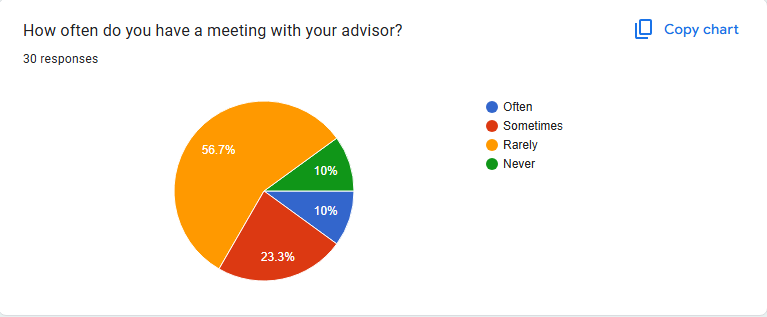 How often do you have a meeting with your advisor?
Copy chart
30 responses
Often
Sometimes
Rarely
Never
56.7%
10%
10%
23.3%